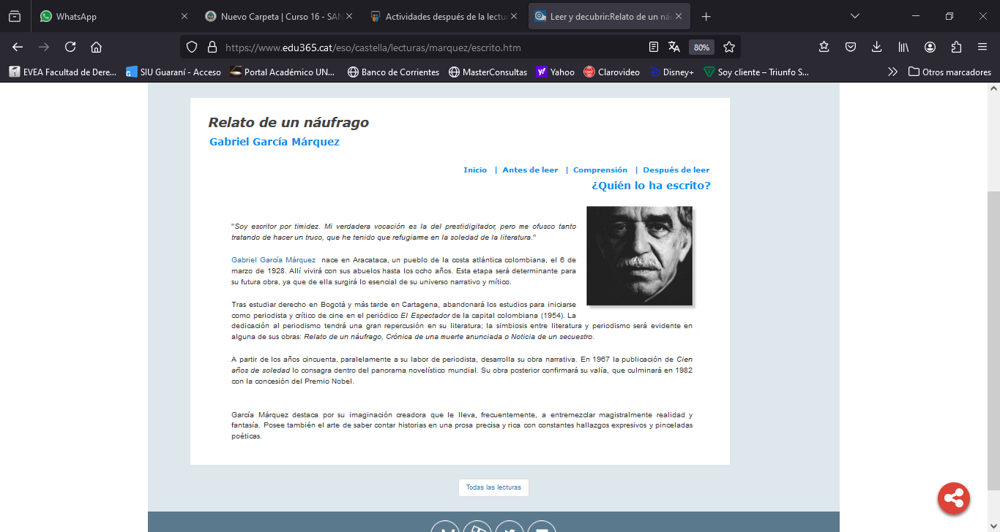 WhatsApp
Nuevo Carpeta | Curso 16 - SAN
Actividades después de la lectur
Leer y decubrir:Relato de un náu
https://www.edu365.cat/eso/castella/lecturas/marquez/escrito.htm
80%
EVEA Facultad de Dere...
SIU Guaraní - Acceso
Portal Académico UN...
Banco de Corrientes
MasterConsultas
Yahoo
Clarovideo
Disney+
Soy cliente – Triunfo S...
Otros marcadores
Relato de un náufrago
Gabriel García Márquez
Inicio | Antes de leer | Comprensión | Después de leer
¿Quién lo ha escrito?
"Soy escritor por timidez. Mi verdadera vocación es la del prestidigitador, pero me ofusco tanto
tratando de hacer un truco, que he tenido que refugiarme en la soledad de la literatura."
Gabriel García Márquez nace en Aracataca, un pueblo de la costa atlántica colombiana, el 6 de
marzo de 1928. Allí vivirá con sus abuelos hasta los ocho años. Esta etapa será determinante para
su futura obra, ya que de ella surgirá lo esencial de su universo narrativo y mítico.
Tras estudiar derecho en Bogotá y más tarde en Cartagena, abandonará los estudios para iniciarse
como periodista y crítico de cine en el periódico El Espectador de la capital colombiana (1954). La
dedicación al periodismo tendrá una gran repercusión en su literatura; la simbiosis entre literatura y periodismo será evidente en
alguna de sus obras: Relato de un náufrago, Crónica de una muerte anunciada o Noticia de un secuestro.
A partir de los años cincuenta, paralelamente a su labor de periodista, desarrolla su obra narrativa. En 1967 la publicación de Cien
años de soledad lo consagra dentro del panorama novelístico mundial. Su obra posterior confirmará su valía, que culminará en 1982
con la concesión del Premio Nobel.
García Márquez destaca por su imaginación creadora que le lleva, frecuentemente, a entremezclar magistralmente realidad y
fantasía. Posee también el arte de saber contar historias en una prosa precisa y rica con constantes hallazgos expresivos y pinceladas
poéticas.
Todas las lecturas